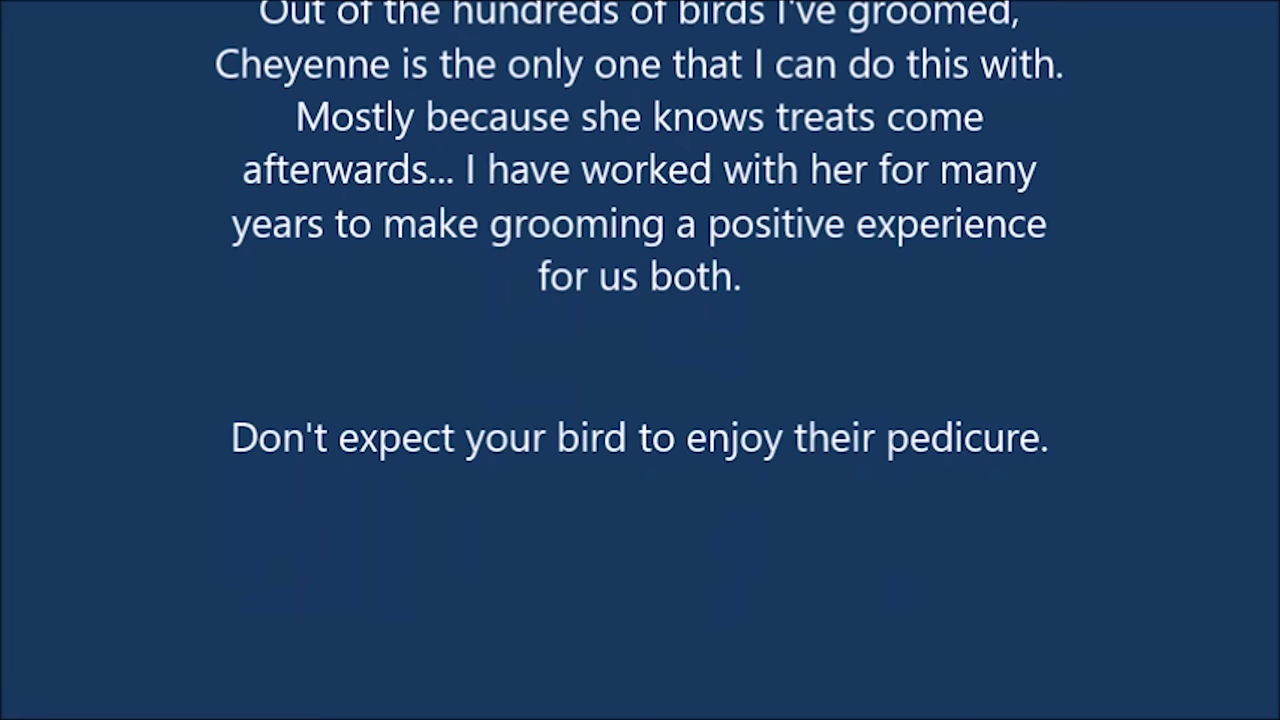 Out of the hundreds of birds I've groomed,
Cheyenne is the only one that I can do this with.
Mostly because she knows treats come
afterwards... I have worked with her for many
years to make grooming a positive experience
for us both.
Don't expect your bird to enjoy their pedicure.